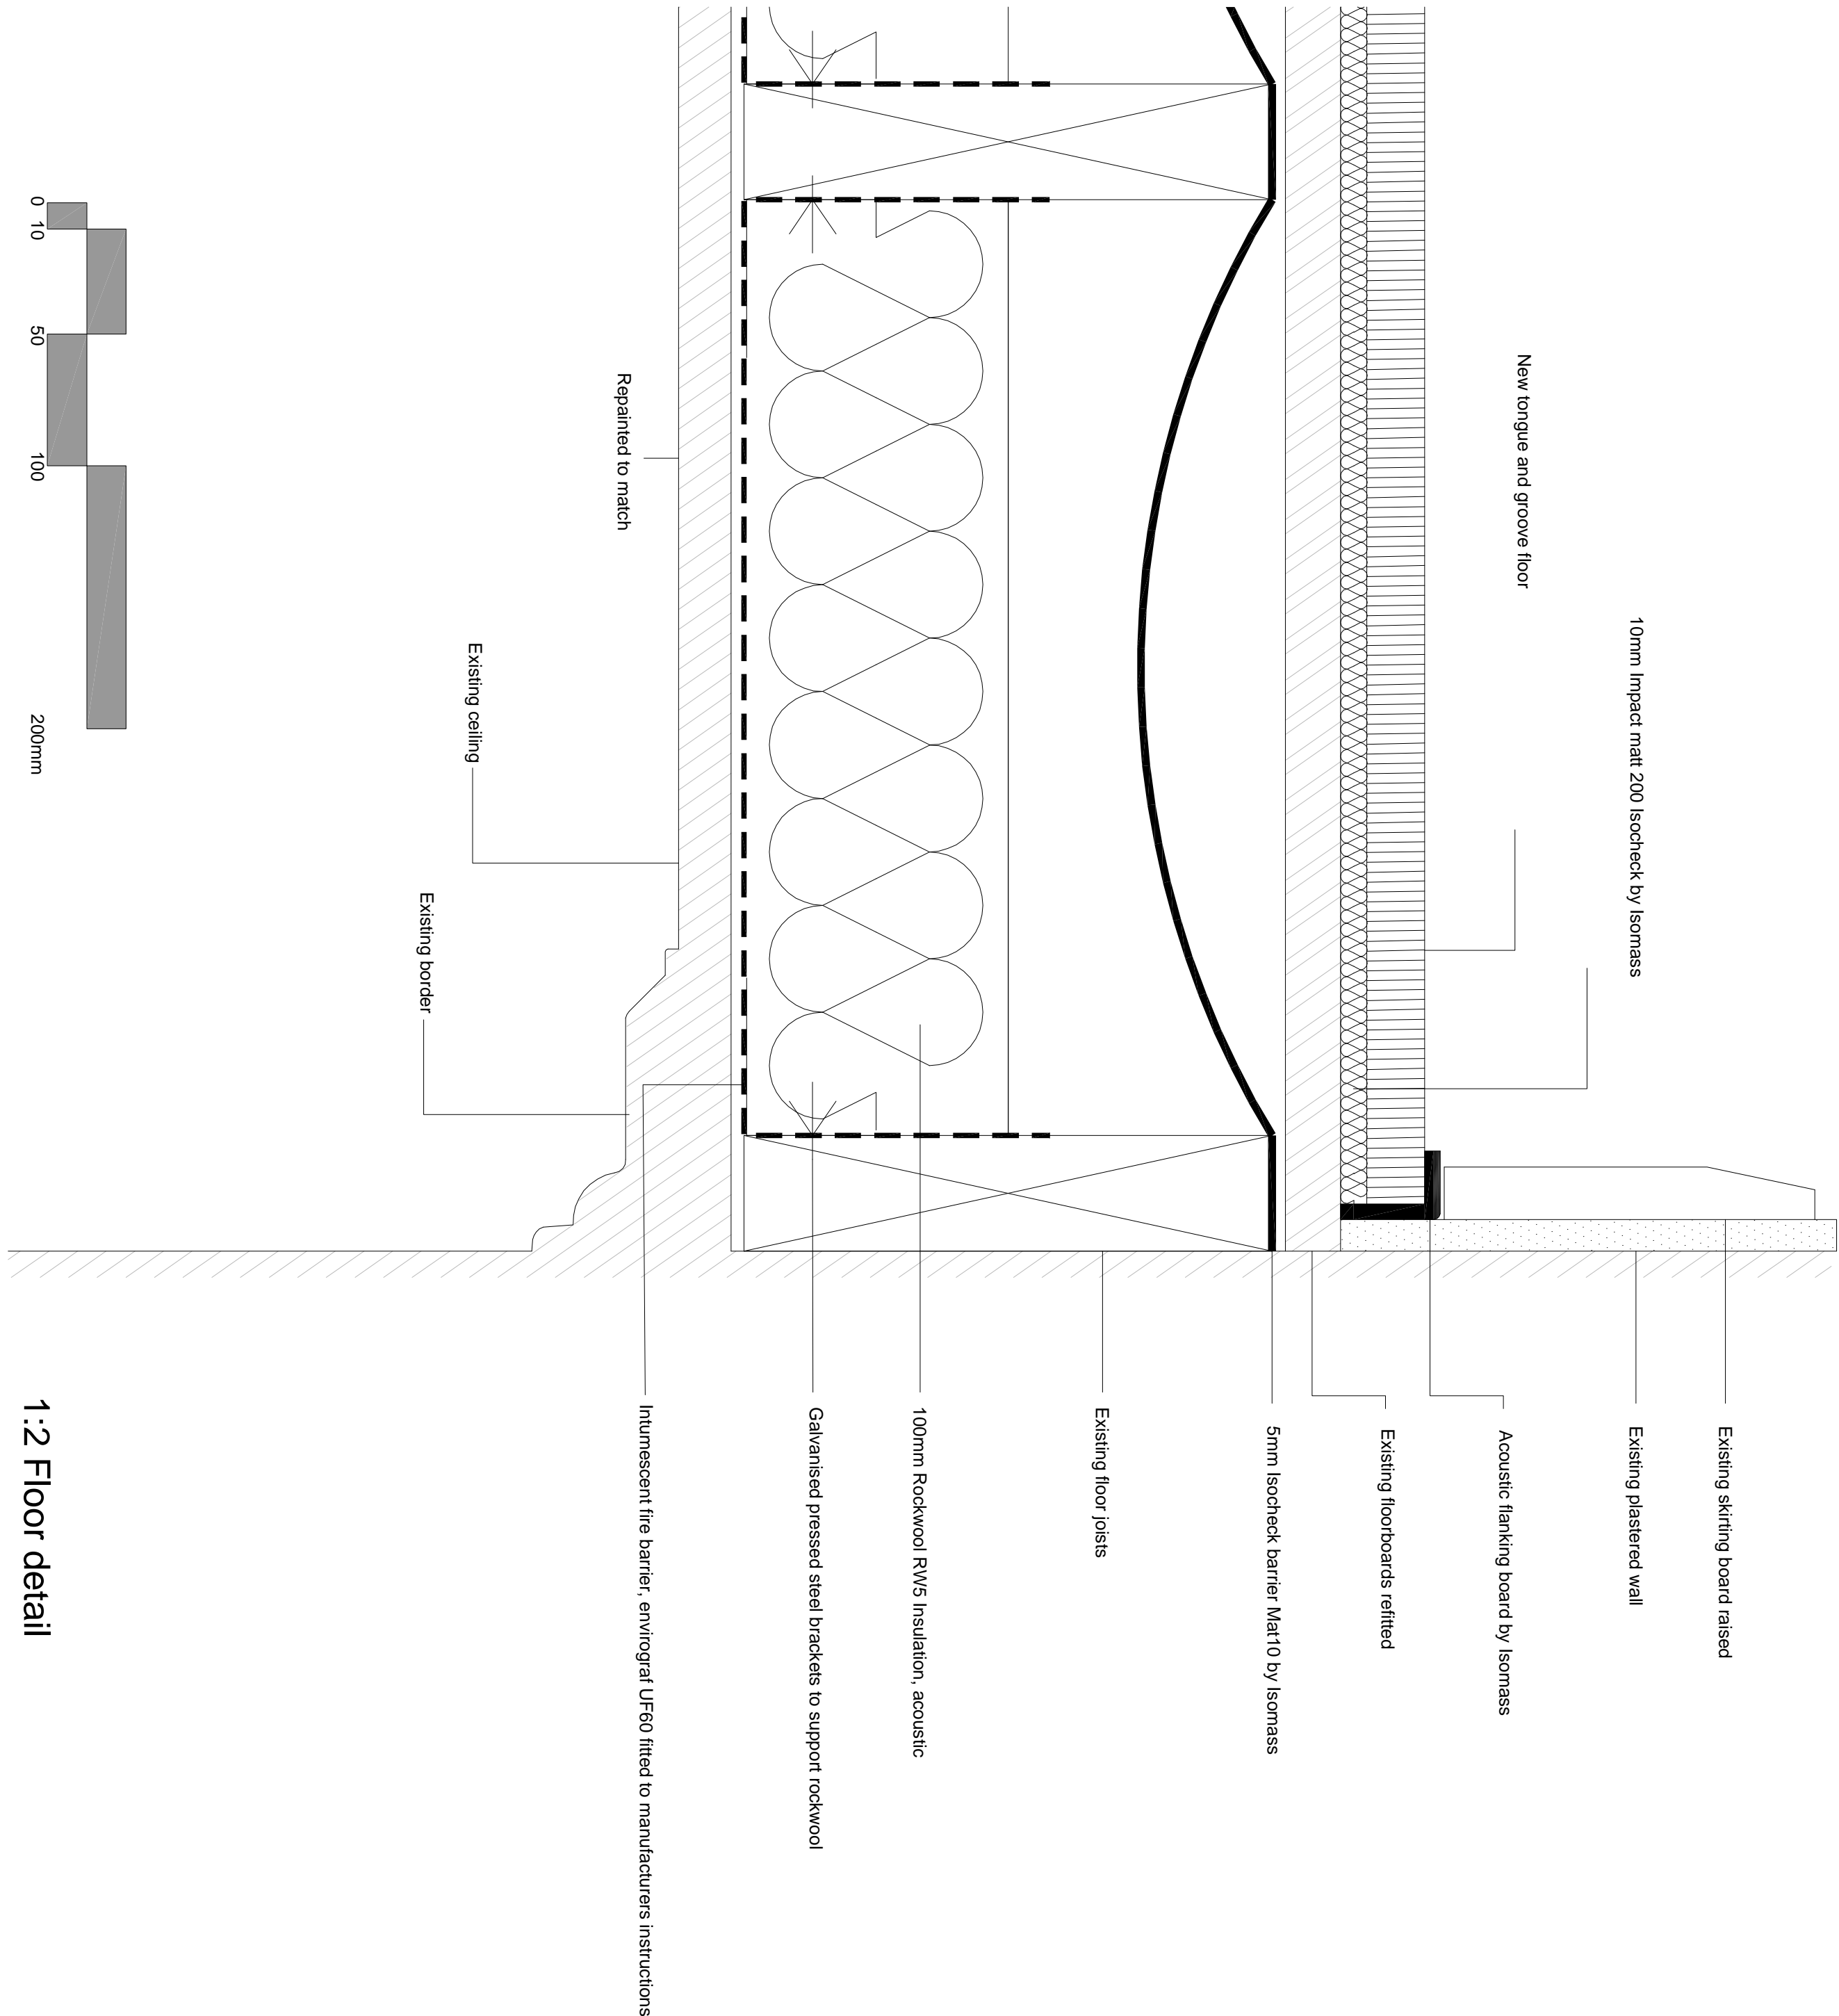 10mm Impact matt 200 Isocheck by Isomass
New tongue and groove floor
Existing skirting board raised
Existing plastered wall
Acoustic flanking board by Isomass
Existing floorboards refitted
5mm Isocheck barrier Mat10 by Isomass
Existing floor joists
100mm Rockwool RW5 Insulation, acoustic
Galvanised pressed steel brackets to support rockwool
Intumescent fire barrier, envirograf UF60 fitted to manufacturers instructions
Repainted to match
Existing ceiling
Existing border
0 10 50 100 200mm
1:2 Floor detail